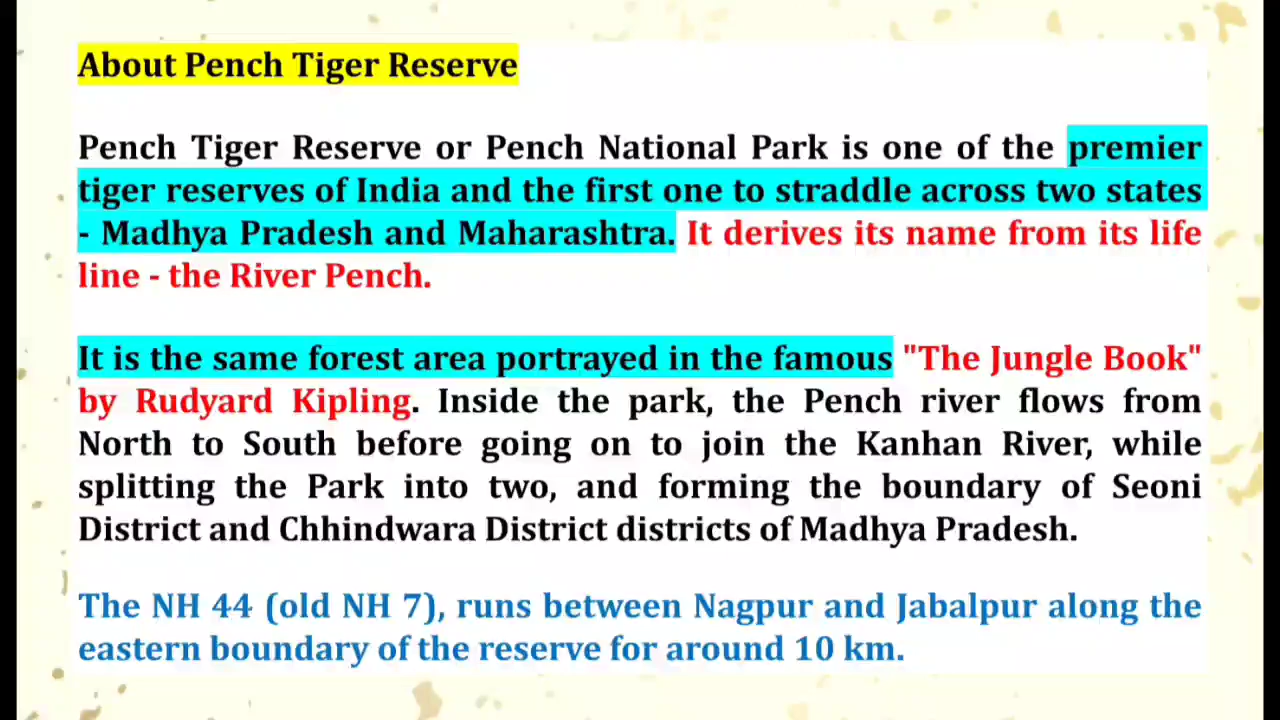 About Pench Tiger Reserve
Pench Tiger Reserve or Pench National Park is one of the premier
tiger reserves of India and the first one to straddle across two states
- Madhya Pradesh and Maharashtra. It derives its name from its life
line - the River Pench.
It is the same forest area portrayed in the famous "The Jungle Book"
by Rudyard Kipling. Inside the park, the Pench river flows from
North to South before going on to join the Kanhan River, while
splitting the Park into two, and forming the boundary of Seoni
District and Chhindwara District districts of Madhya Pradesh.
The NH 44 (old NH 7), runs between Nagpur and Jabalpur along the
eastern boundary of the reserve for around 10 km.